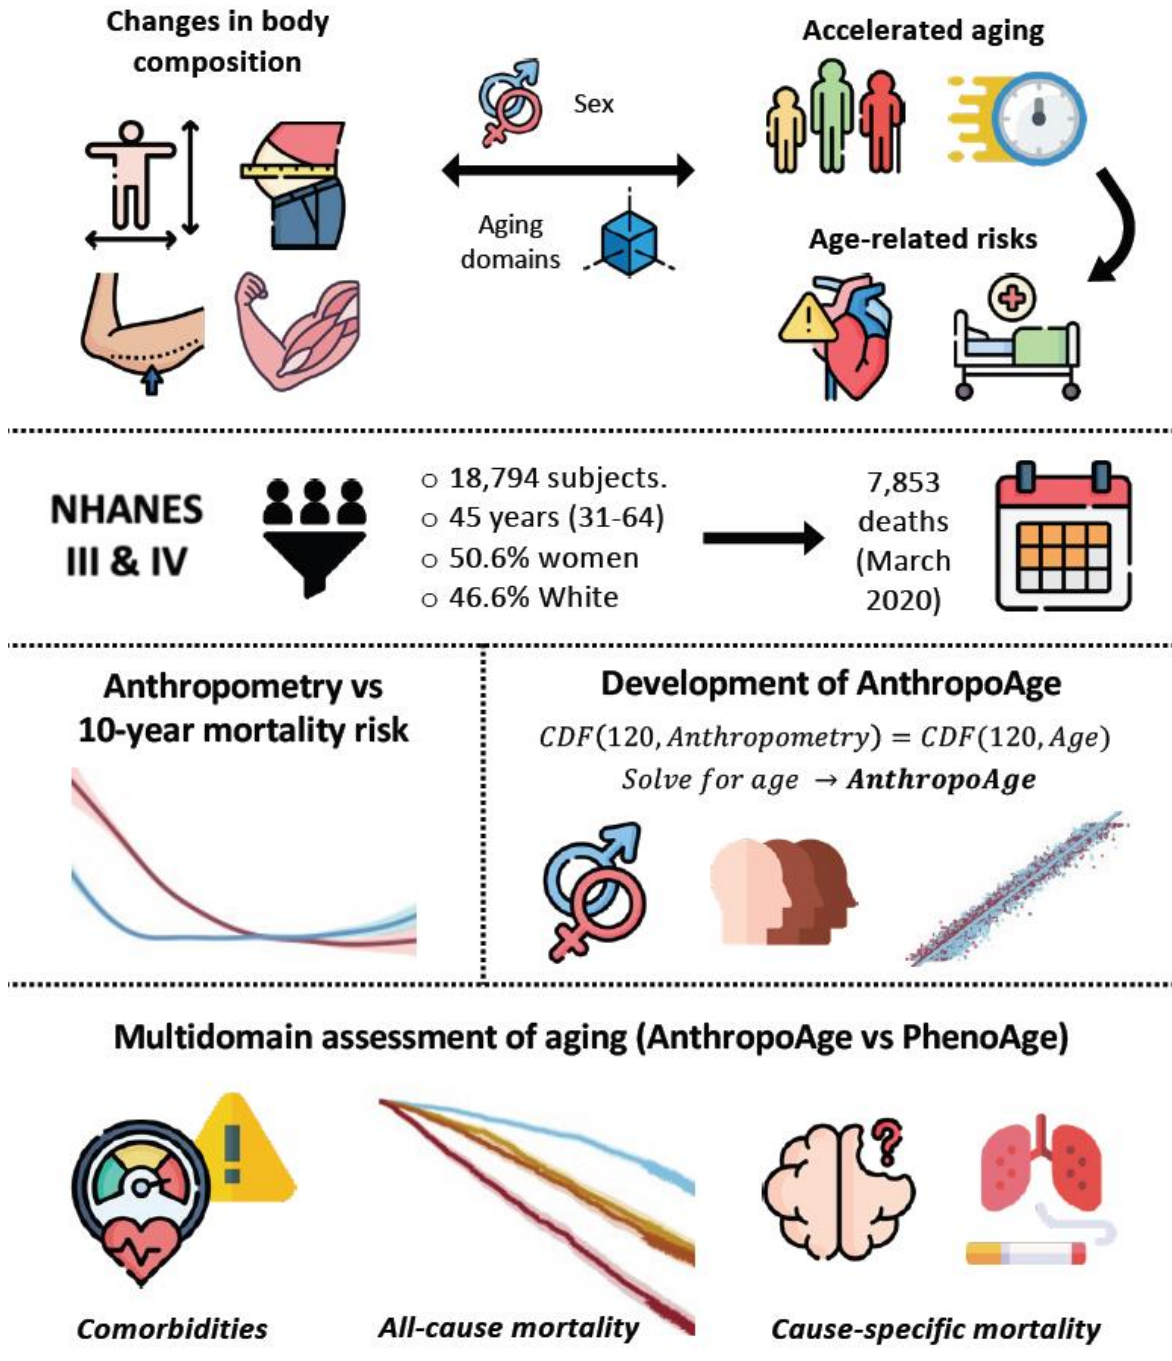 Changes in body
composition
Sex
Aging
domains
Accelerated aging
Age-related risks
NHANES
III & IV
o 18,794 subjects.
o 45 years (31-64)
o 50.6% women
o 46.6% White
7,853
deaths
(March
2020)
Anthropometry vs
10-year mortality risk
Development of AnthropoAge
CDF(120, Anthropometry) = CDF(120, Age)
Solve for age → AnthropoAge
Multidomain assessment of aging (AnthropoAge vs PhenoAge)
Comorbidities
All-cause mortality
Cause-specific mortality